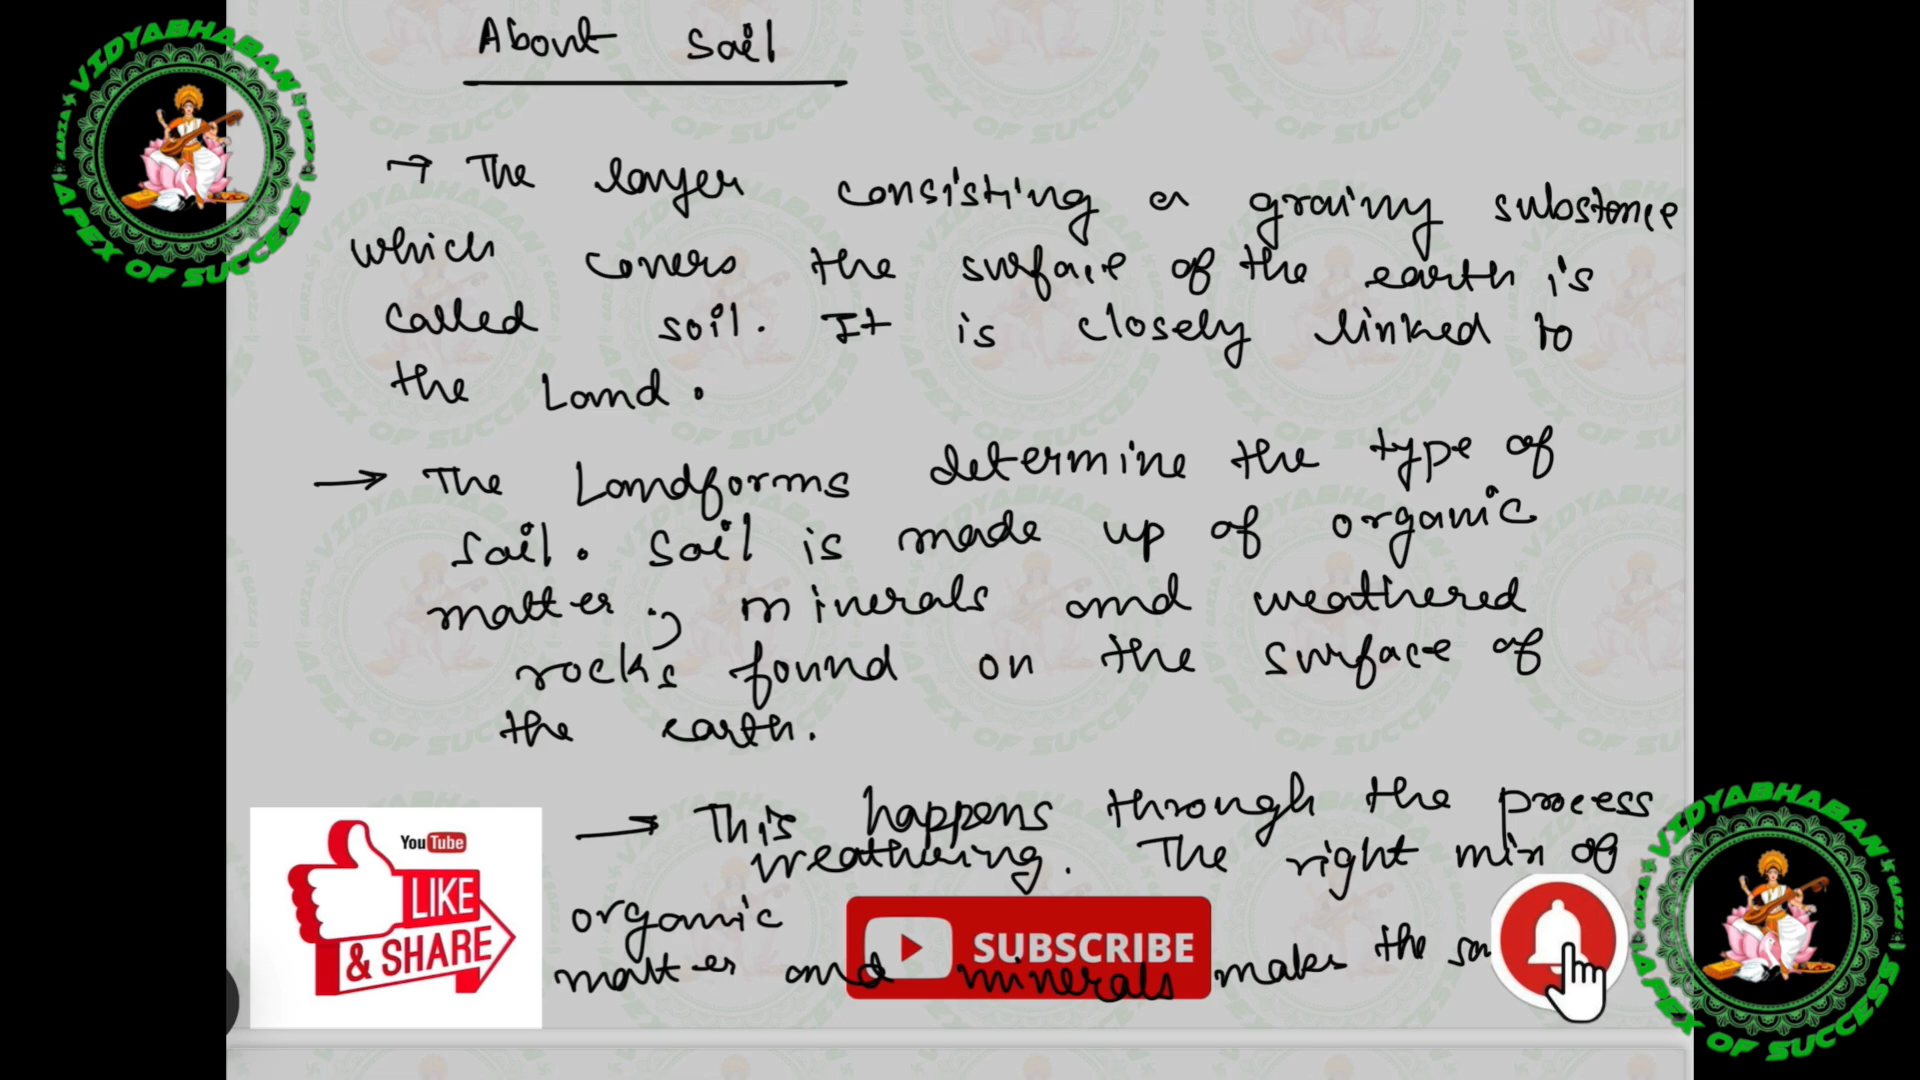 About Soil
→ The layer consisting a grainy substance
which covers the surface of the earth is
called soil. It is closely linked to
the Land.
→ The Landforms determine the type of
Soil. Soil is made up of organic
matter, minerals and weathered
rocks found on the surface of
the earth.
→ This happens through the process
weathering. The right mix of
organic
matter and minerals makes the
VIDYABHABAN
GARZA
APEX OF SUCCESS
YouTube
LIKE
& SHARE
SUBSCRIBE
VIDYABHABAN
GARZA
APEX OF SUCCESS